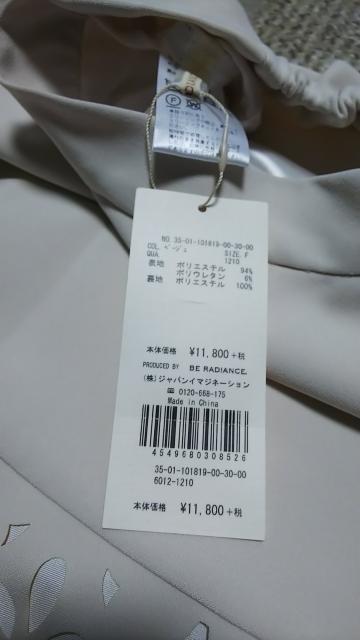 NO. 35-01-101819-00-30-00
COL. ベージュ SIZE. F
QUA. 1210
表地 ポリエステル 94%
ポリウレタン 6%
裏地 ポリエステル 100%
本体価格 ¥11,800+税
PRODUCED BY BE RADIANCE.
(株)ジャパンイマジネーション
☎ 0120-668-175
Made in China
4549680308526
35-01-101819-00-30-00
6012-1210
本体価格 ¥11,800+税